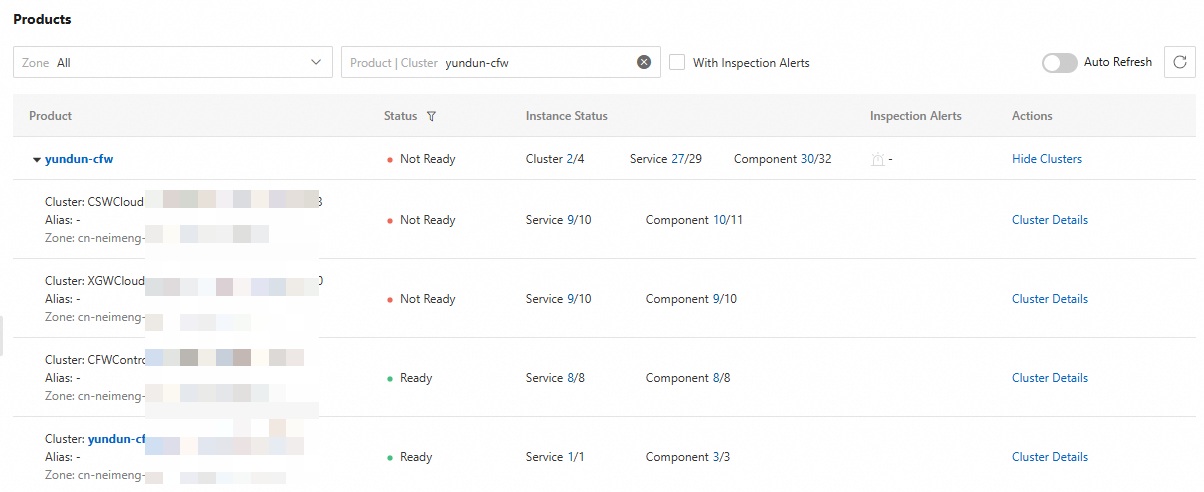 Products
Zone All
Product | Cluster yundun-cfw
With Inspection Alerts
Auto Refresh
Product Status Instance Status Inspection Alerts Actions
yundun-cfw Not Ready Cluster 2/4 Service 27/29 Component 30/32 - Hide Clusters
Cluster: CSWCloud
Alias: -
Zone: cn-neimeng-
Not Ready Service 9/10 Component 10/11 Cluster Details
Cluster: XGWCloud
Alias: -
Zone: cn-neimeng-
Not Ready Service 9/10 Component 9/10 Cluster Details
Cluster: CFWContro
Alias: -
Zone: cn-neimeng-
Ready Service 8/8 Component 8/8 Cluster Details
Cluster: yundun-cf
Alias: -
Zone: cn-neimeng-
Ready Service 1/1 Component 3/3 Cluster Details